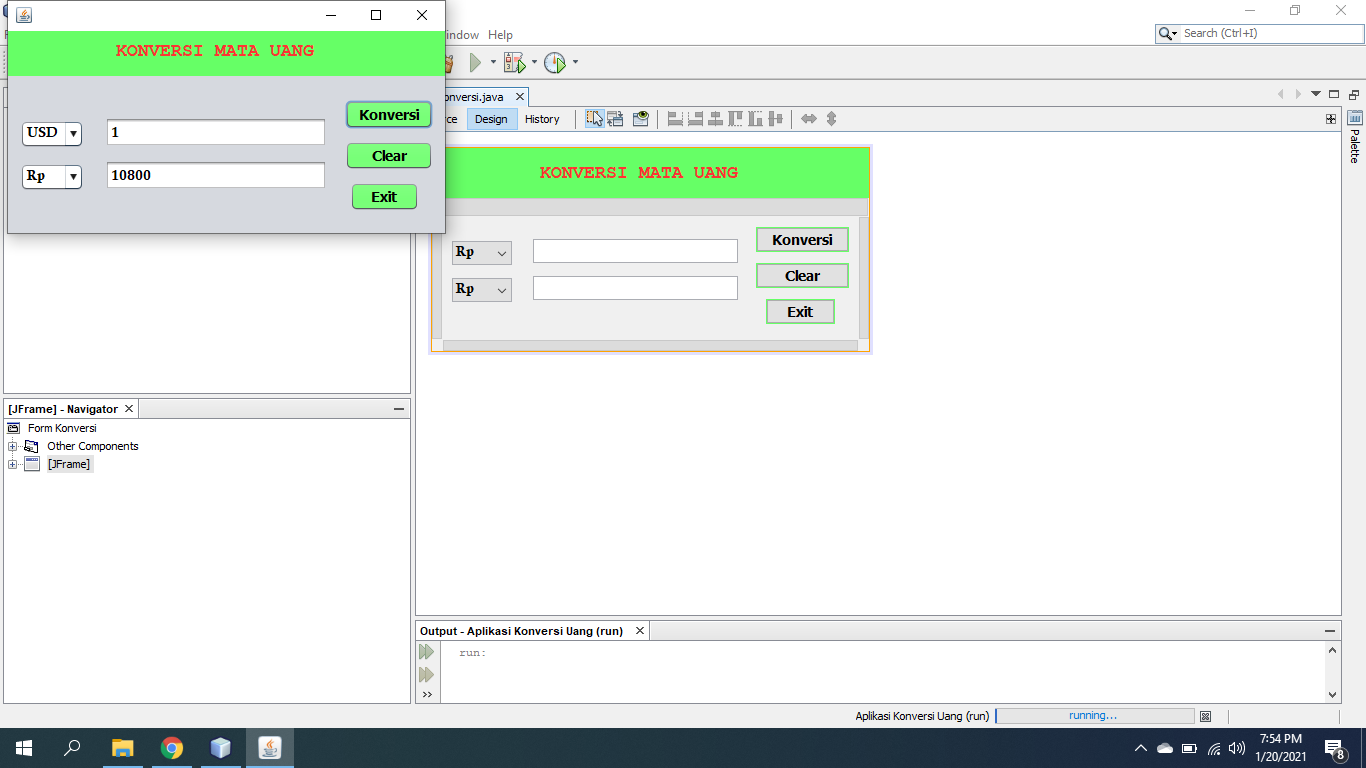 KONVERSI MATA UANG
USD
1
Konversi
Clear
Rp
10800
Exit
Help
Search (Ctrl+I)
onversi.java
ce
Design
History
Palette
KONVERSI MATA UANG
Rp
Konversi
Rp
Clear
Exit
[JFrame] - Navigator
Form Konversi
Other Components
[JFrame]
Output - Aplikasi Konversi Uang (run)
run:
Aplikasi Konversi Uang (run)
running...
7:54 PM
1/20/2021
8